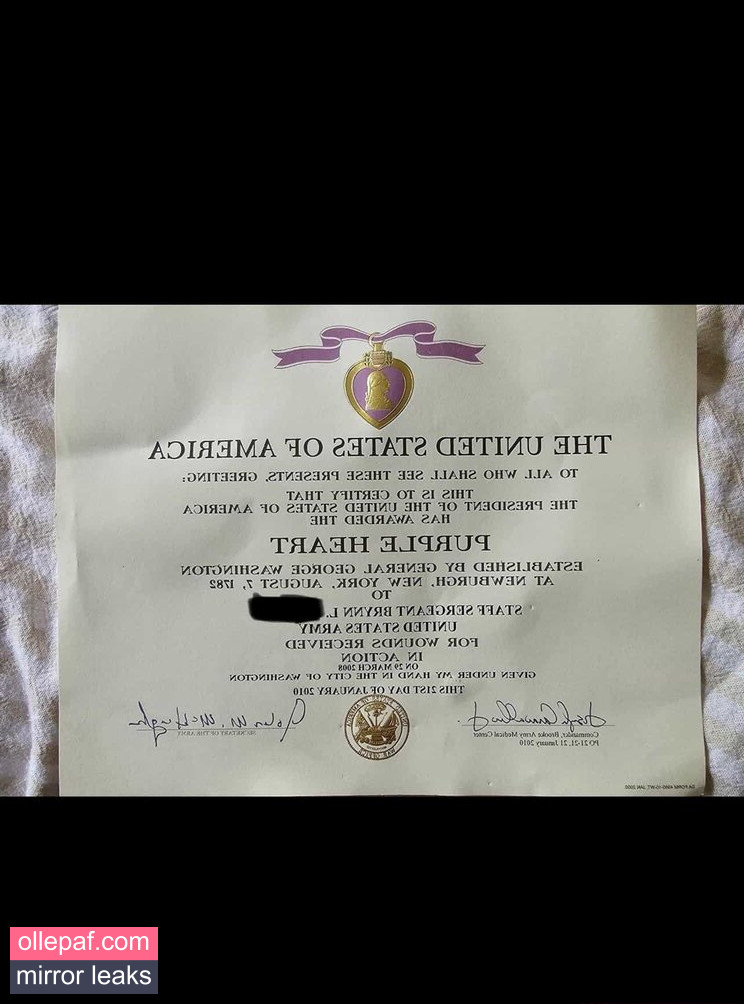 THE UNITED STATES OF AMERICA
TO ALL WHO SHALL SEE THESE PRESENTS, GREETING:
THIS IS TO CERTIFY THAT
THE PRESIDENT OF THE UNITED STATES OF AMERICA
HAS AWARDED THE
PURPLE HEART
ESTABLISHED BY GENERAL GEORGE WASHINGTON
AT NEWBURGH, NEW YORK, AUGUST 7, 1782
TO
STAFF SERGEANT BRYNN L.
UNITED STATES ARMY
FOR WOUNDS RECEIVED
IN ACTION
ON 29 MARCH 2008
GIVEN UNDER MY HAND IN THE CITY OF WASHINGTON
THIS 21ST DAY OF JANUARY 2010
Commander, Brooke Army Medical Center
PO 21-21, 21 January 2010
John M. McHugh
SECRETARY OF THE ARMY
ollepaf.com
mirror leaks